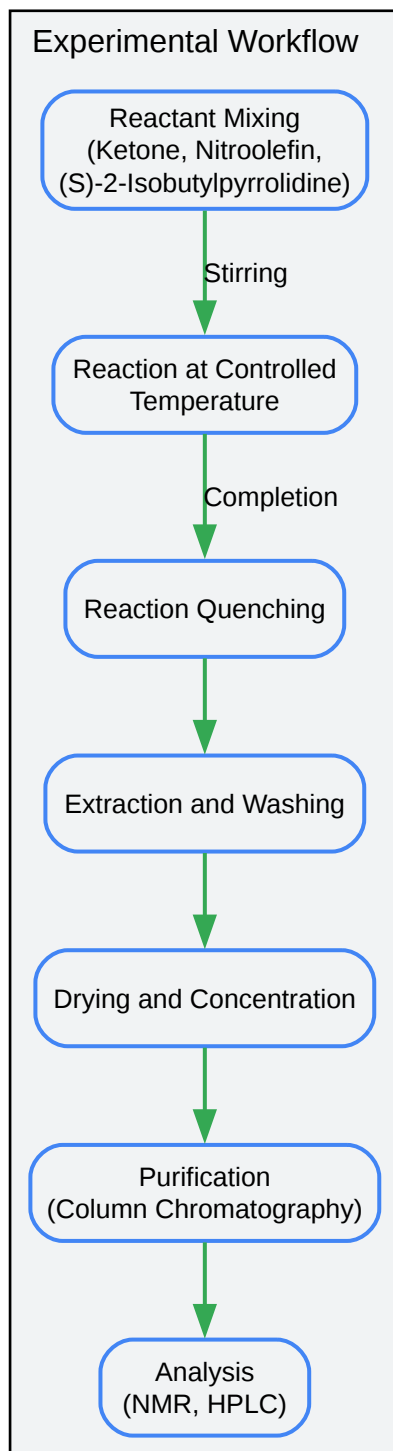 Experimental Workflow
Reactant Mixing
(Ketone, Nitroolefin,
(S)-2-Isobutylpyrrolidine)
Stirring
Reaction at Controlled
Temperature
Completion
Reaction Quenching
Extraction and Washing
Drying and Concentration
Purification
(Column Chromatography)
Analysis
(NMR, HPLC)